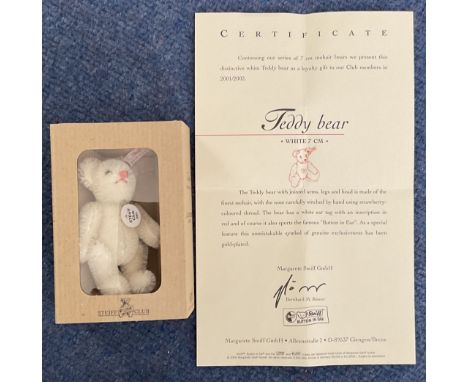 CERTIFICATE
Continuing our series of 7 cm mohair bears we present this
distinctive white Teddy bear as a loyalty gift to our Club members in
2001/2002.
Teddy bear
• WHITE 7 CM •
The Teddy bear with jointed arms, legs and head is made of the
finest mohair, with the nose carefully stitched by hand using strawberry-
coloured thread. The bear has a white ear tag with an inscription in
red and of course it also sports the famous "Button in Ear". As a special
feature this unmistakable symbol of genuine exclusiveness has been
gold-plated.
Margarete Steiff GmbH
Steiff
BUTTON IN EAR
Margarete Steiff GmbH • Alleenstraße 2 • D-89537 Giengen/Brenz
STEIFF CLUB